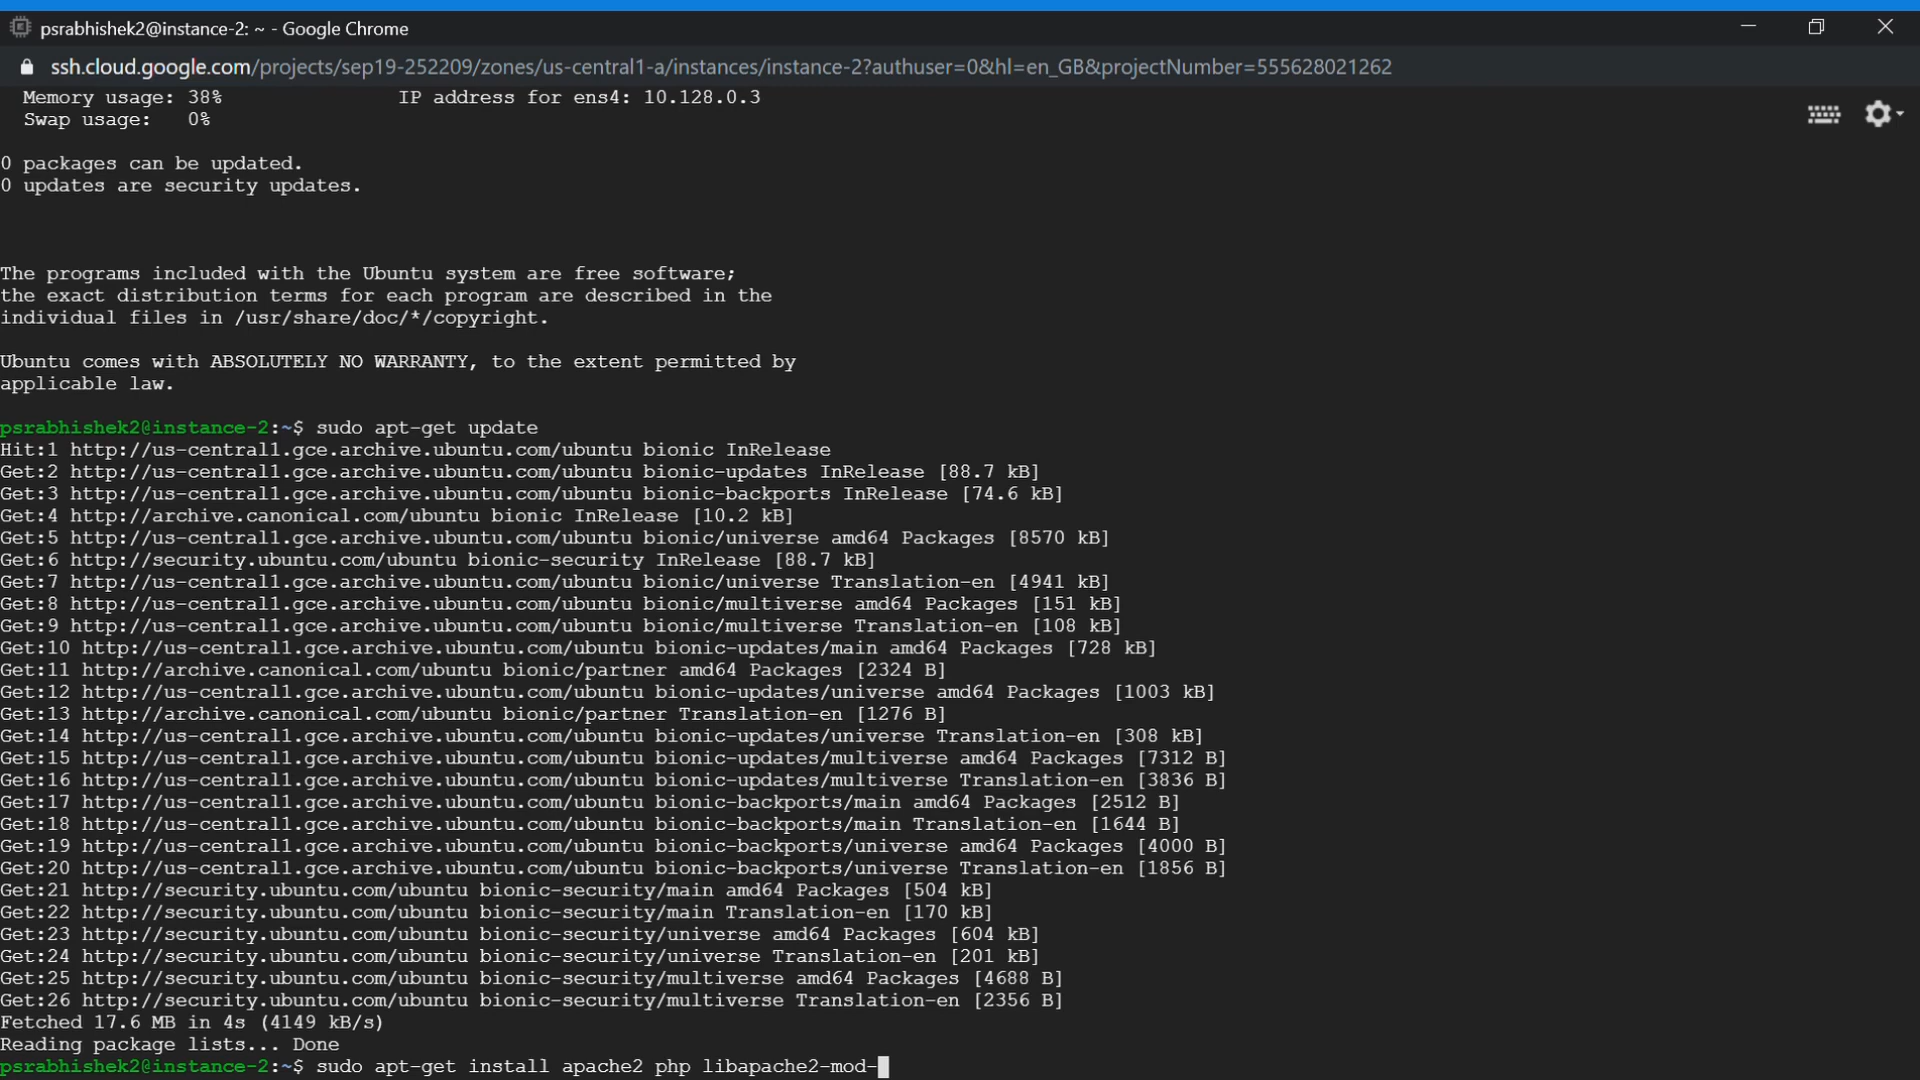 psrabhishek2@instance-2: ~ - Google Chrome
ssh.cloud.google.com/projects/sep19-252209/zones/us-central1-a/instances/instance-2?authuser=0&hl=en_GB&projectNumber=555628021262
Memory usage: 38%               IP address for ens4: 10.128.0.3
Swap usage:   0%
0 packages can be updated.
0 updates are security updates.
The programs included with the Ubuntu system are free software;
the exact distribution terms for each program are described in the
individual files in /usr/share/doc/*/copyright.
Ubuntu comes with ABSOLUTELY NO WARRANTY, to the extent permitted by
applicable law.
psrabhishek2@instance-2:~$ sudo apt-get update
Hit:1 http://us-central1.gce.archive.ubuntu.com/ubuntu bionic InRelease
Get:2 http://us-central1.gce.archive.ubuntu.com/ubuntu bionic-updates InRelease [88.7 kB]
Get:3 http://us-central1.gce.archive.ubuntu.com/ubuntu bionic-backports InRelease [74.6 kB]
Get:4 http://archive.canonical.com/ubuntu bionic InRelease [10.2 kB]
Get:5 http://us-central1.gce.archive.ubuntu.com/ubuntu bionic/universe amd64 Packages [8570 kB]
Get:6 http://security.ubuntu.com/ubuntu bionic-security InRelease [88.7 kB]
Get:7 http://us-central1.gce.archive.ubuntu.com/ubuntu bionic/universe Translation-en [4941 kB]
Get:8 http://us-central1.gce.archive.ubuntu.com/ubuntu bionic/multiverse amd64 Packages [151 kB]
Get:9 http://us-central1.gce.archive.ubuntu.com/ubuntu bionic/multiverse Translation-en [108 kB]
Get:10 http://us-central1.gce.archive.ubuntu.com/ubuntu bionic-updates/main amd64 Packages [728 kB]
Get:11 http://archive.canonical.com/ubuntu bionic/partner amd64 Packages [2324 B]
Get:12 http://us-central1.gce.archive.ubuntu.com/ubuntu bionic-updates/universe amd64 Packages [1003 kB]
Get:13 http://archive.canonical.com/ubuntu bionic/partner Translation-en [1276 B]
Get:14 http://us-central1.gce.archive.ubuntu.com/ubuntu bionic-updates/universe Translation-en [308 kB]
Get:15 http://us-central1.gce.archive.ubuntu.com/ubuntu bionic-updates/multiverse amd64 Packages [7312 B]
Get:16 http://us-central1.gce.archive.ubuntu.com/ubuntu bionic-updates/multiverse Translation-en [3836 B]
Get:17 http://us-central1.gce.archive.ubuntu.com/ubuntu bionic-backports/main amd64 Packages [2512 B]
Get:18 http://us-central1.gce.archive.ubuntu.com/ubuntu bionic-backports/main Translation-en [1644 B]
Get:19 http://us-central1.gce.archive.ubuntu.com/ubuntu bionic-backports/universe amd64 Packages [4000 B]
Get:20 http://us-central1.gce.archive.ubuntu.com/ubuntu bionic-backports/universe Translation-en [1856 B]
Get:21 http://security.ubuntu.com/ubuntu bionic-security/main amd64 Packages [504 kB]
Get:22 http://security.ubuntu.com/ubuntu bionic-security/main Translation-en [170 kB]
Get:23 http://security.ubuntu.com/ubuntu bionic-security/universe amd64 Packages [604 kB]
Get:24 http://security.ubuntu.com/ubuntu bionic-security/universe Translation-en [201 kB]
Get:25 http://security.ubuntu.com/ubuntu bionic-security/multiverse amd64 Packages [4688 B]
Get:26 http://security.ubuntu.com/ubuntu bionic-security/multiverse Translation-en [2356 B]
Fetched 17.6 MB in 4s (4149 kB/s)
Reading package lists... Done
psrabhishek2@instance-2:~$ sudo apt-get install apache2 php libapache2-mod-